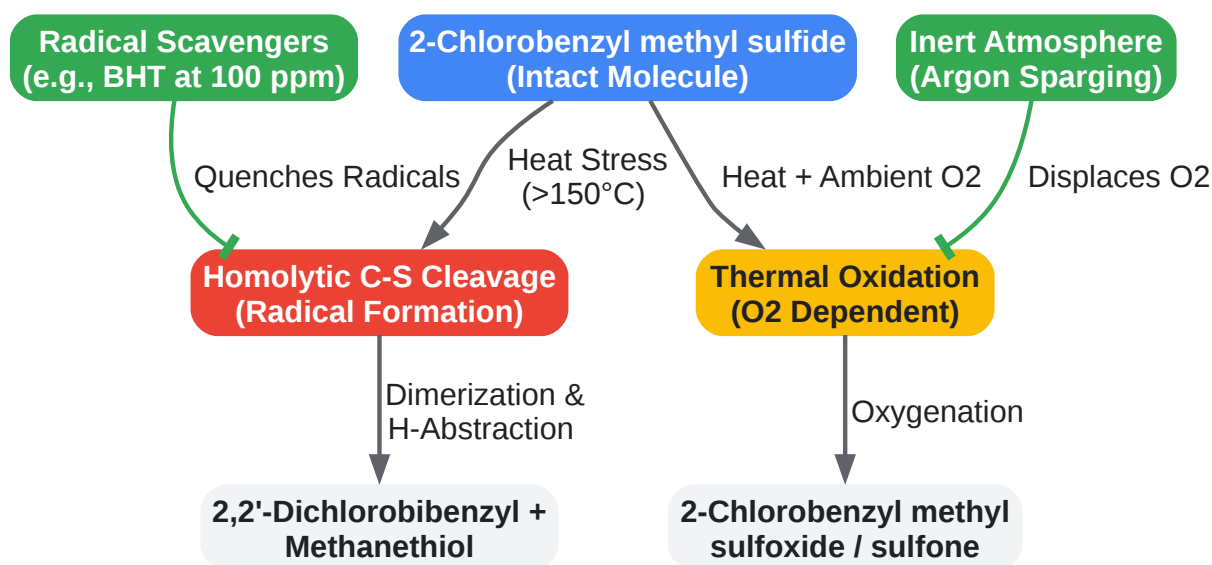 Radical Scavengers
(e.g., BHT at 100 ppm)
2-Chlorobenzyl methyl sulfide
(Intact Molecule)
Inert Atmosphere
(Argon Sparging)
Quenches Radicals
Heat Stress
(>150°C)
Heat + Ambient O2
Displaces O2
Homolytic C-S Cleavage
(Radical Formation)
Thermal Oxidation
(O2 Dependent)
Dimerization &
H-Abstraction
Oxygenation
2,2'-Dichlorobibenzyl +
Methanethiol
2-Chlorobenzyl methyl
sulfoxide / sulfone